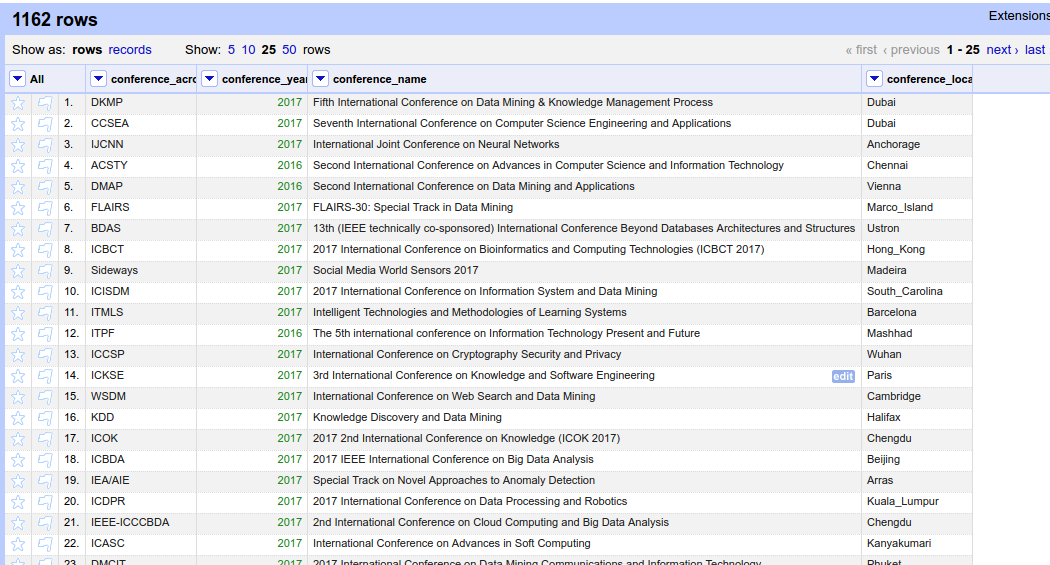 1162 rows Extensions
Show as: rows records Show: 5 10 25 50 rows « first ‹ previous 1 - 25 next › last
All conference_acro conference_year conference_name conference_loca
1. DKMP 2017 Fifth International Conference on Data Mining & Knowledge Management Process Dubai
2. CCSEA 2017 Seventh International Conference on Computer Science Engineering and Applications Dubai
3. IJCNN 2017 International Joint Conference on Neural Networks Anchorage
4. ACSTY 2016 Second International Conference on Advances in Computer Science and Information Technology Chennai
5. DMAP 2016 Second International Conference on Data Mining and Applications Vienna
6. FLAIRS 2017 FLAIRS-30: Special Track in Data Mining Marco_Island
7. BDAS 2017 13th (IEEE technically co-sponsored) International Conference Beyond Databases Architectures and Structures Ustron
8. ICBCT 2017 2017 International Conference on Bioinformatics and Computing Technologies (ICBCT 2017) Hong_Kong
9. Sideways 2017 Social Media World Sensors 2017 Madeira
10. ICISDM 2017 2017 International Conference on Information System and Data Mining South_Carolina
11. ITMLS 2017 Intelligent Technologies and Methodologies of Learning Systems Barcelona
12. ITPF 2016 The 5th international conference on Information Technology Present and Future Mashhad
13. ICCSP 2017 International Conference on Cryptography Security and Privacy Wuhan
14. ICKSE 2017 3rd International Conference on Knowledge and Software Engineering edit Paris
15. WSDM 2017 International Conference on Web Search and Data Mining Cambridge
16. KDD 2017 Knowledge Discovery and Data Mining Halifax
17. ICOK 2017 2017 2nd International Conference on Knowledge (ICOK 2017) Chengdu
18. ICBDA 2017 2017 IEEE International Conference on Big Data Analysis Beijing
19. IEA/AIE 2017 Special Track on Novel Approaches to Anomaly Detection Arras
20. ICDPR 2017 2017 International Conference on Data Processing and Robotics Kuala_Lumpur
21. IEEE-ICCCBDA 2017 2nd International Conference on Cloud Computing and Big Data Analysis Chengdu
22. ICASC 2017 International Conference on Advances in Soft Computing Kanyakumari
23. DMCIT 2017 2017 International Conference on Data Mining Communications and Information Technology Phuket